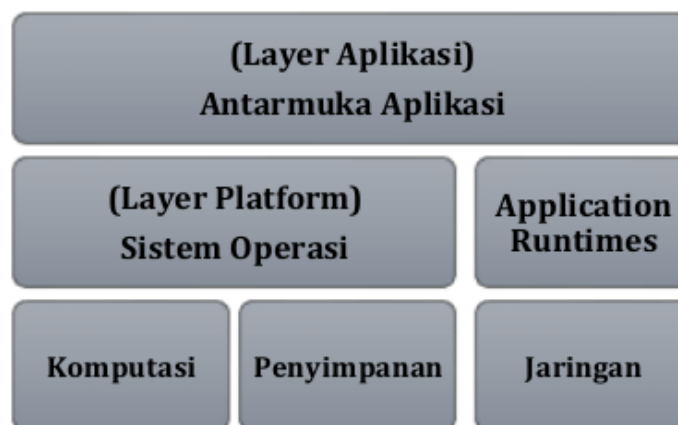 (Layer Aplikasi)
Antarmuka Aplikasi
(Layer Platform)
Sistem Operasi
Application
Runtimes
Komputasi
Penyimpanan
Jaringan